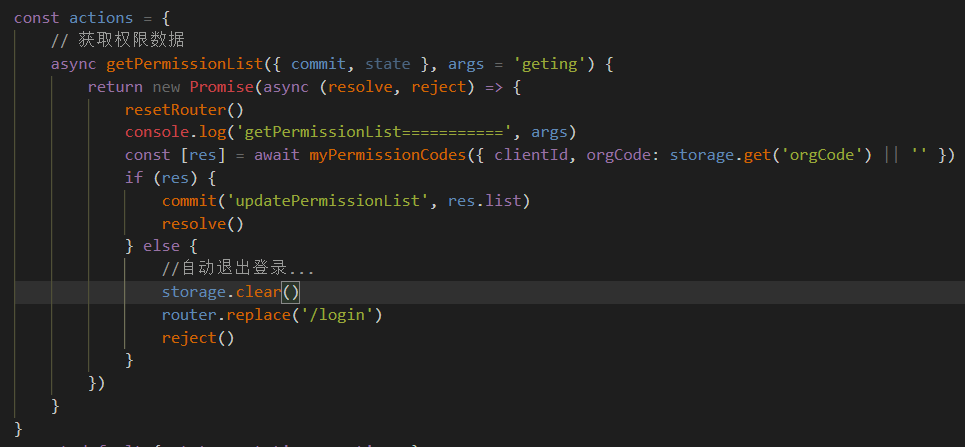 const actions = {
// 获取权限数据
async getPermissionList({ commit, state }, args = 'geting') {
return new Promise(async (resolve, reject) => {
resetRouter()
console.log('getPermissionList===========', args)
const [res] = await myPermissionCodes({ clientId, orgCode: storage.get('orgCode') || '' })
if (res) {
commit('updatePermissionList', res.list)
resolve()
} else {
//自动退出登录...
storage.clear()
router.replace('/login')
reject()
}
})
}
}